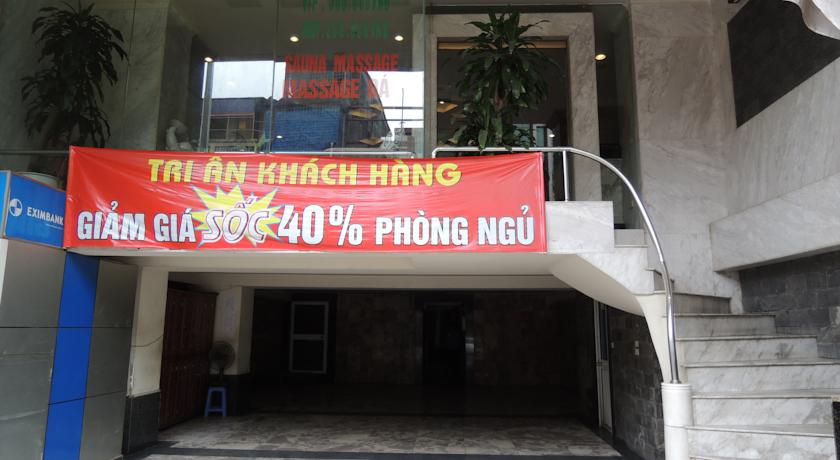 SAUNA MASSAGE
MASSAGE ĐÁ
TRI ÂN KHÁCH HÀNG
GIẢM GIÁ SỐC 40% PHÒNG NGỦ
EXIMBANK